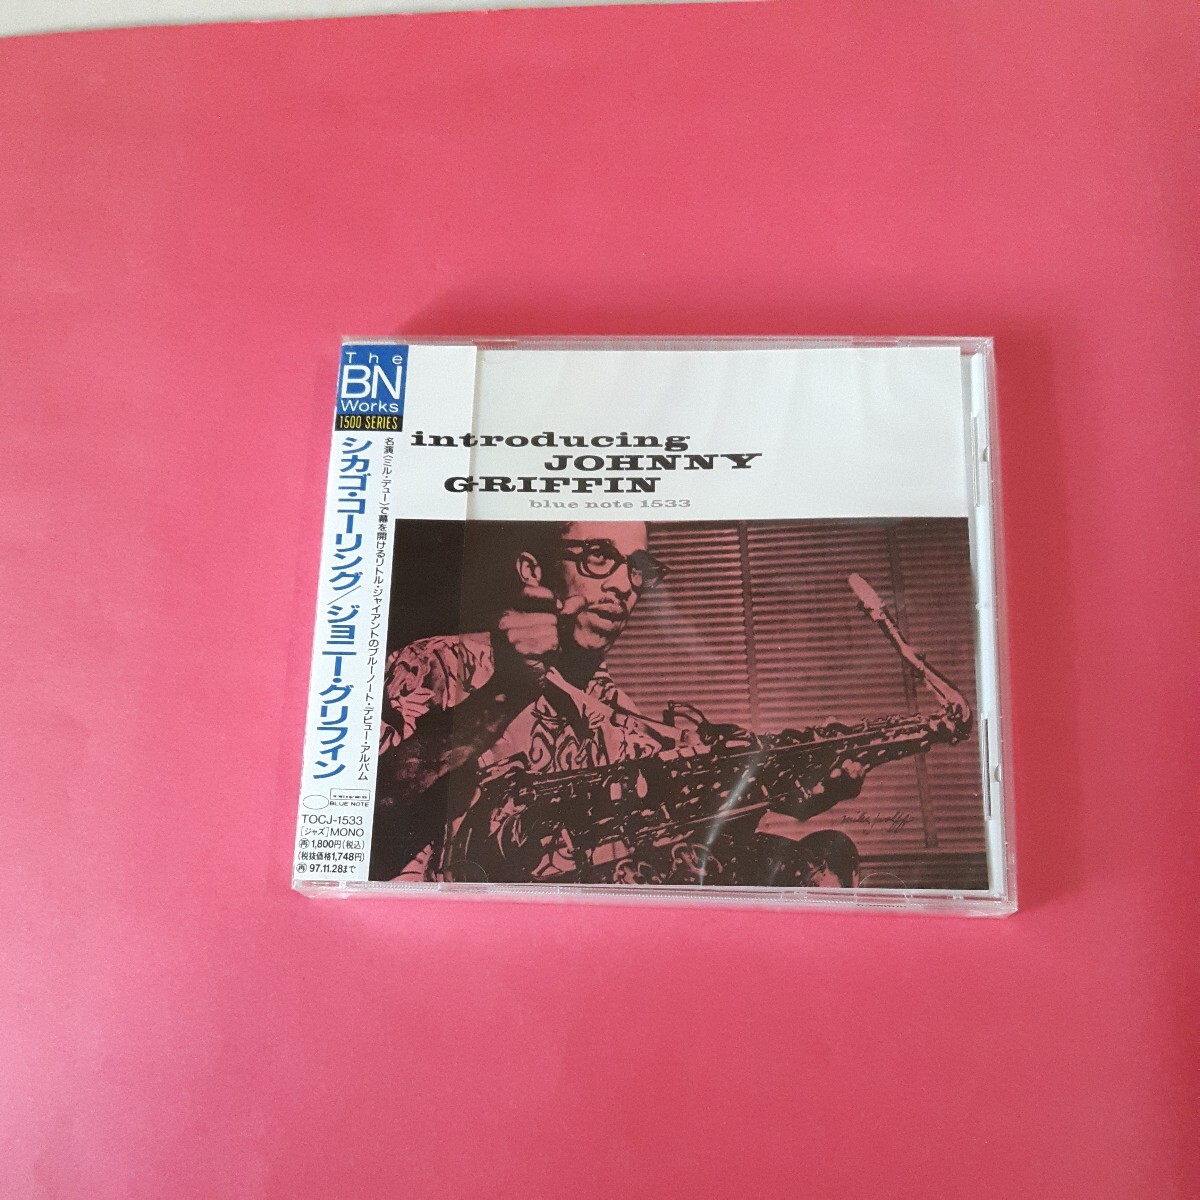 The
BN
Works
1500 SERIES
シカゴ・コーリング／ジョニー・グリフィン
名演〈ミル・デュー〉で幕を開けるリトル・ジャイアントのブルーノート・デビュー・アルバム
BLUE NOTE
TOCJ-1533
[ジャズ] MONO
再 1,800円(税込)
(税抜価格1,748円)
再 97.11.28まで
introducing
JOHNNY
GRIFFIN
blue note 1533